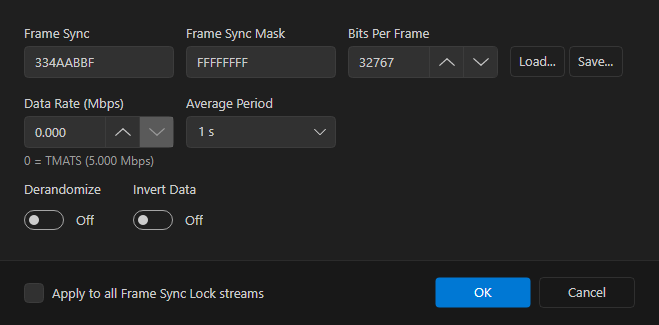 Frame Sync Frame Sync Mask Bits Per Frame
334AABBF FFFFFFFF 32767 Load... Save...
Data Rate (Mbps) Average Period
0.000 1 s
0 = TMATS (5.000 Mbps)
Derandomize Invert Data
Off Off
Apply to all Frame Sync Lock streams OK Cancel